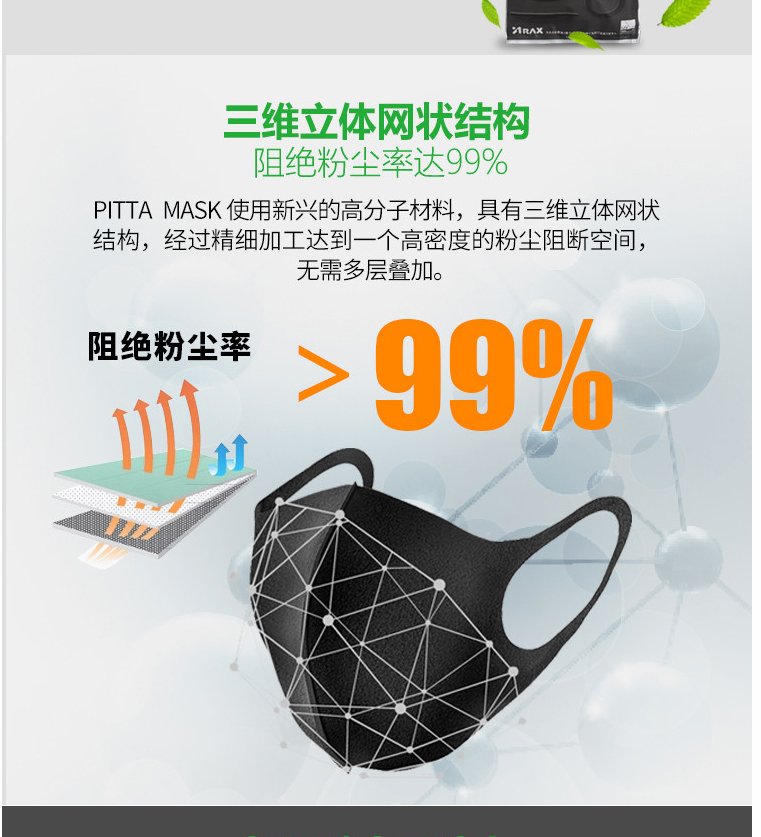 ARAX
三维立体网状结构
阻绝粉尘率达99%
PITTA MASK 使用新兴的高分子材料，具有三维立体网状
结构，经过精细加工达到一个高密度的粉尘阻断空间，
无需多层叠加。
阻绝粉尘率
>99%